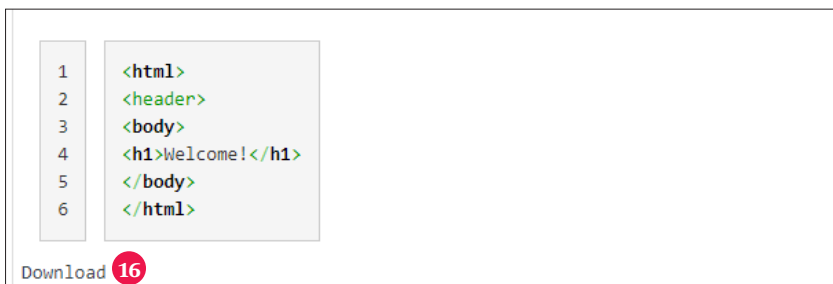 1 <html>
2 <header>
3 <body>
4 <h1>Welcome!</h1>
5 </body>
6 </html>
Download 16